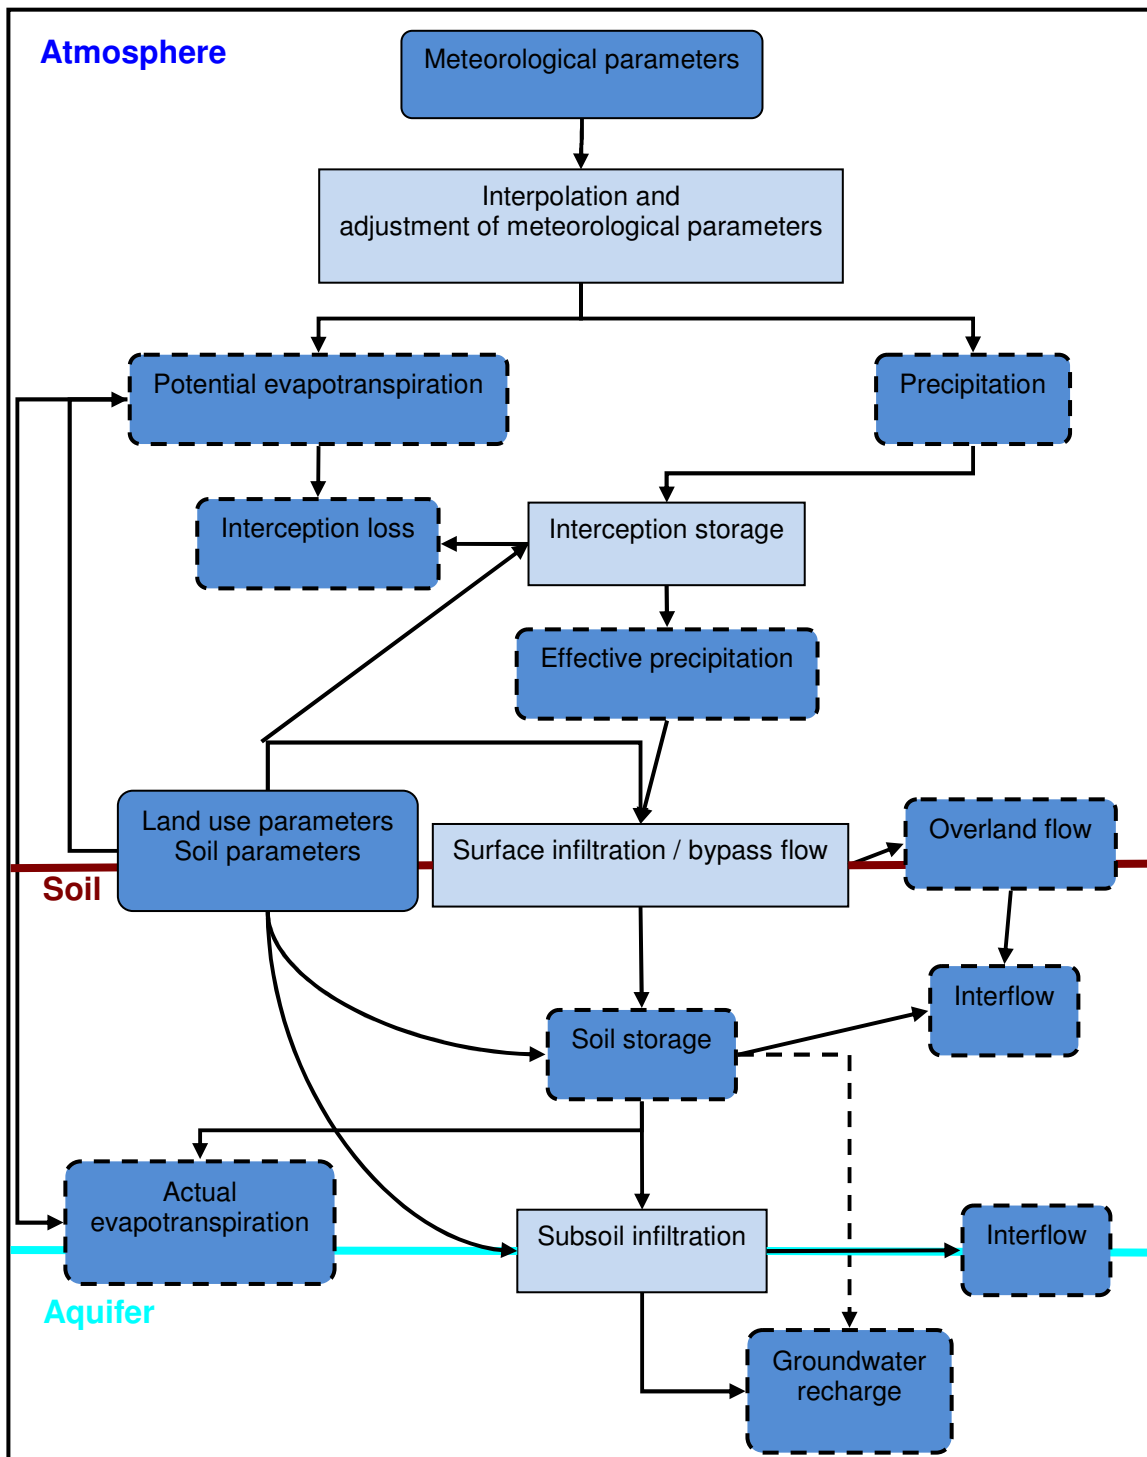 Atmosphere
Meteorological parameters
Interpolation and
adjustment of meteorological parameters
Potential evapotranspiration
Precipitation
Interception loss
Interception storage
Effective precipitation
Land use parameters
Soil parameters
Surface infiltration / bypass flow
Overland flow
Soil
Interflow
Soil storage
Actual
evapotranspiration
Subsoil infiltration
Interflow
Aquifer
Groundwater
recharge